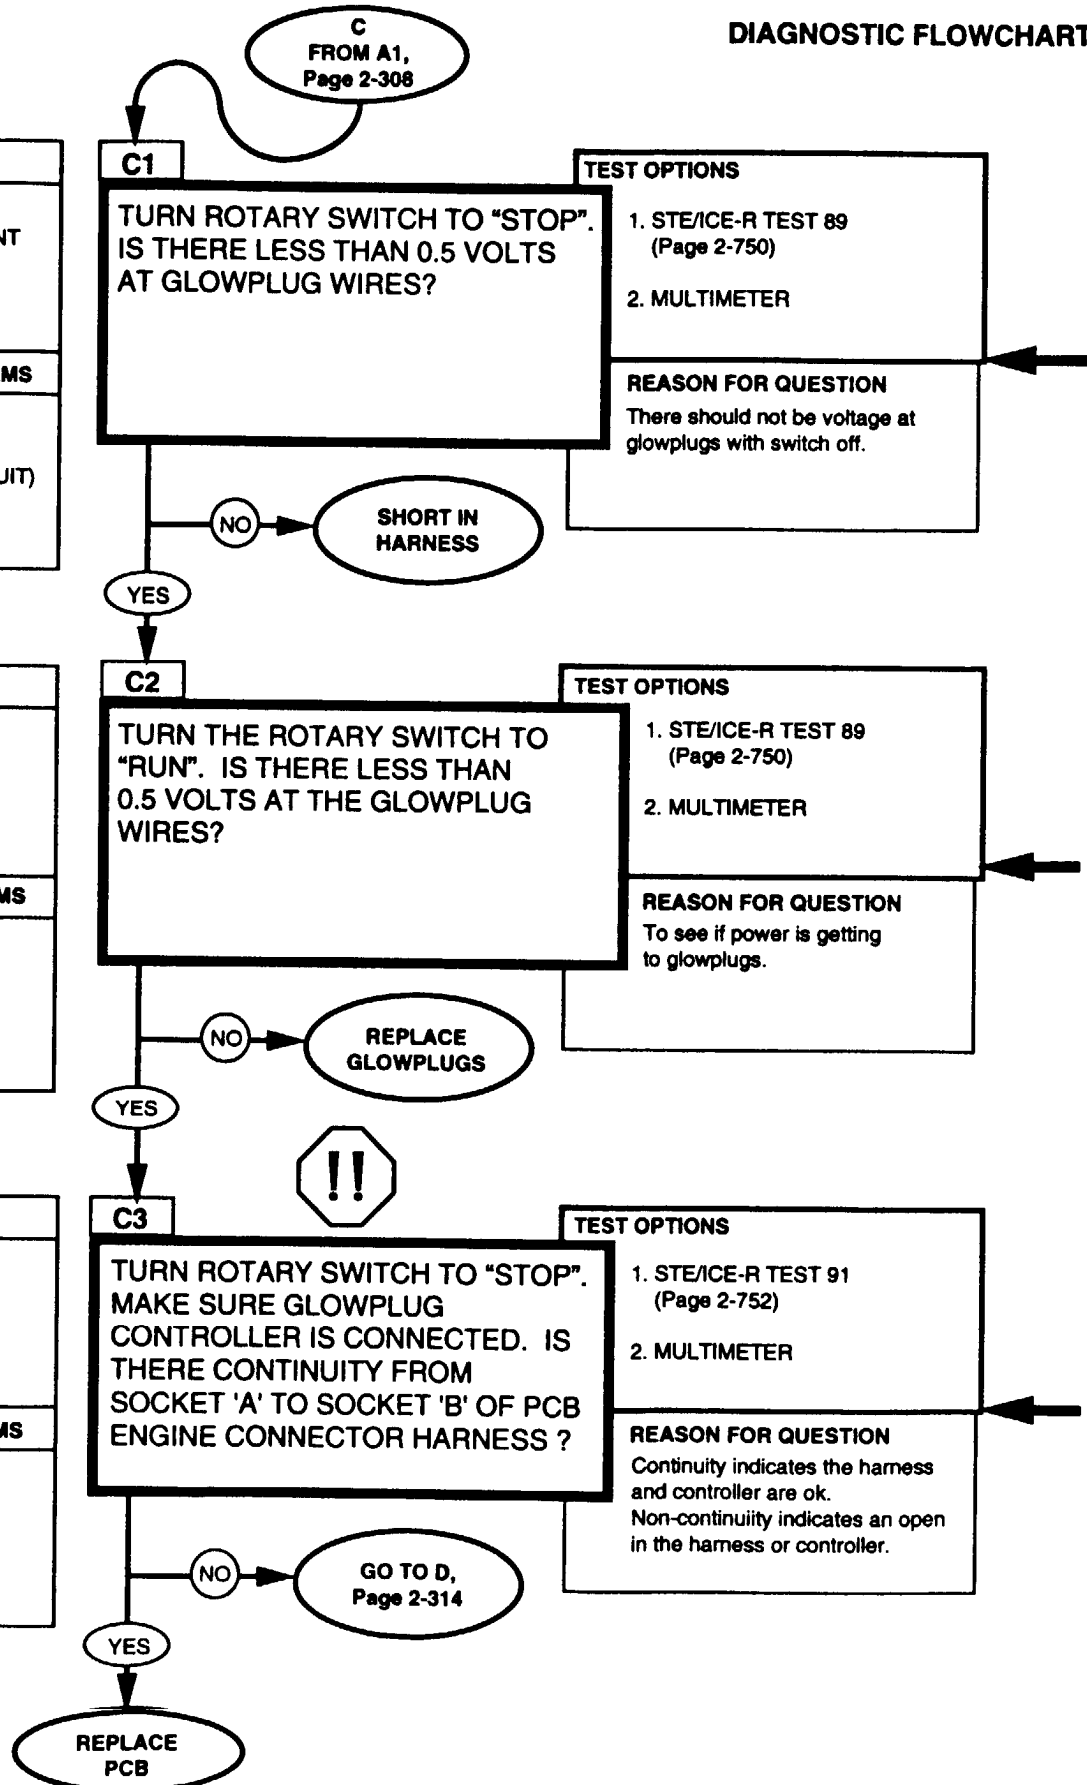 DIAGNOSTIC FLOWCHART
C
FROM A1,
Page 2-308
C1
TURN ROTARY SWITCH TO “STOP”.
IS THERE LESS THAN 0.5 VOLTS
AT GLOWPLUG WIRES?
TEST OPTIONS
1. STE/ICE-R TEST 89
(Page 2-750)
2. MULTIMETER
REASON FOR QUESTION
There should not be voltage at
glowplugs with switch off.
NT
MS
UIT)
NO
SHORT IN
HARNESS
YES
C2
TURN THE ROTARY SWITCH TO
“RUN”. IS THERE LESS THAN
0.5 VOLTS AT THE GLOWPLUG
WIRES?
TEST OPTIONS
1. STE/ICE-R TEST 89
(Page 2-750)
2. MULTIMETER
REASON FOR QUESTION
To see if power is getting
to glowplugs.
MS
NO
REPLACE
GLOWPLUGS
YES
!!
C3
TURN ROTARY SWITCH TO “STOP”.
MAKE SURE GLOWPLUG
CONTROLLER IS CONNECTED. IS
THERE CONTINUITY FROM
SOCKET 'A' TO SOCKET 'B' OF PCB
ENGINE CONNECTOR HARNESS ?
TEST OPTIONS
1. STE/ICE-R TEST 91
(Page 2-752)
2. MULTIMETER
REASON FOR QUESTION
Continuity indicates the harness
and controller are ok.
Non-continuiity indicates an open
in the harness or controller.
MS
NO
GO TO D,
Page 2-314
YES
REPLACE
PCB